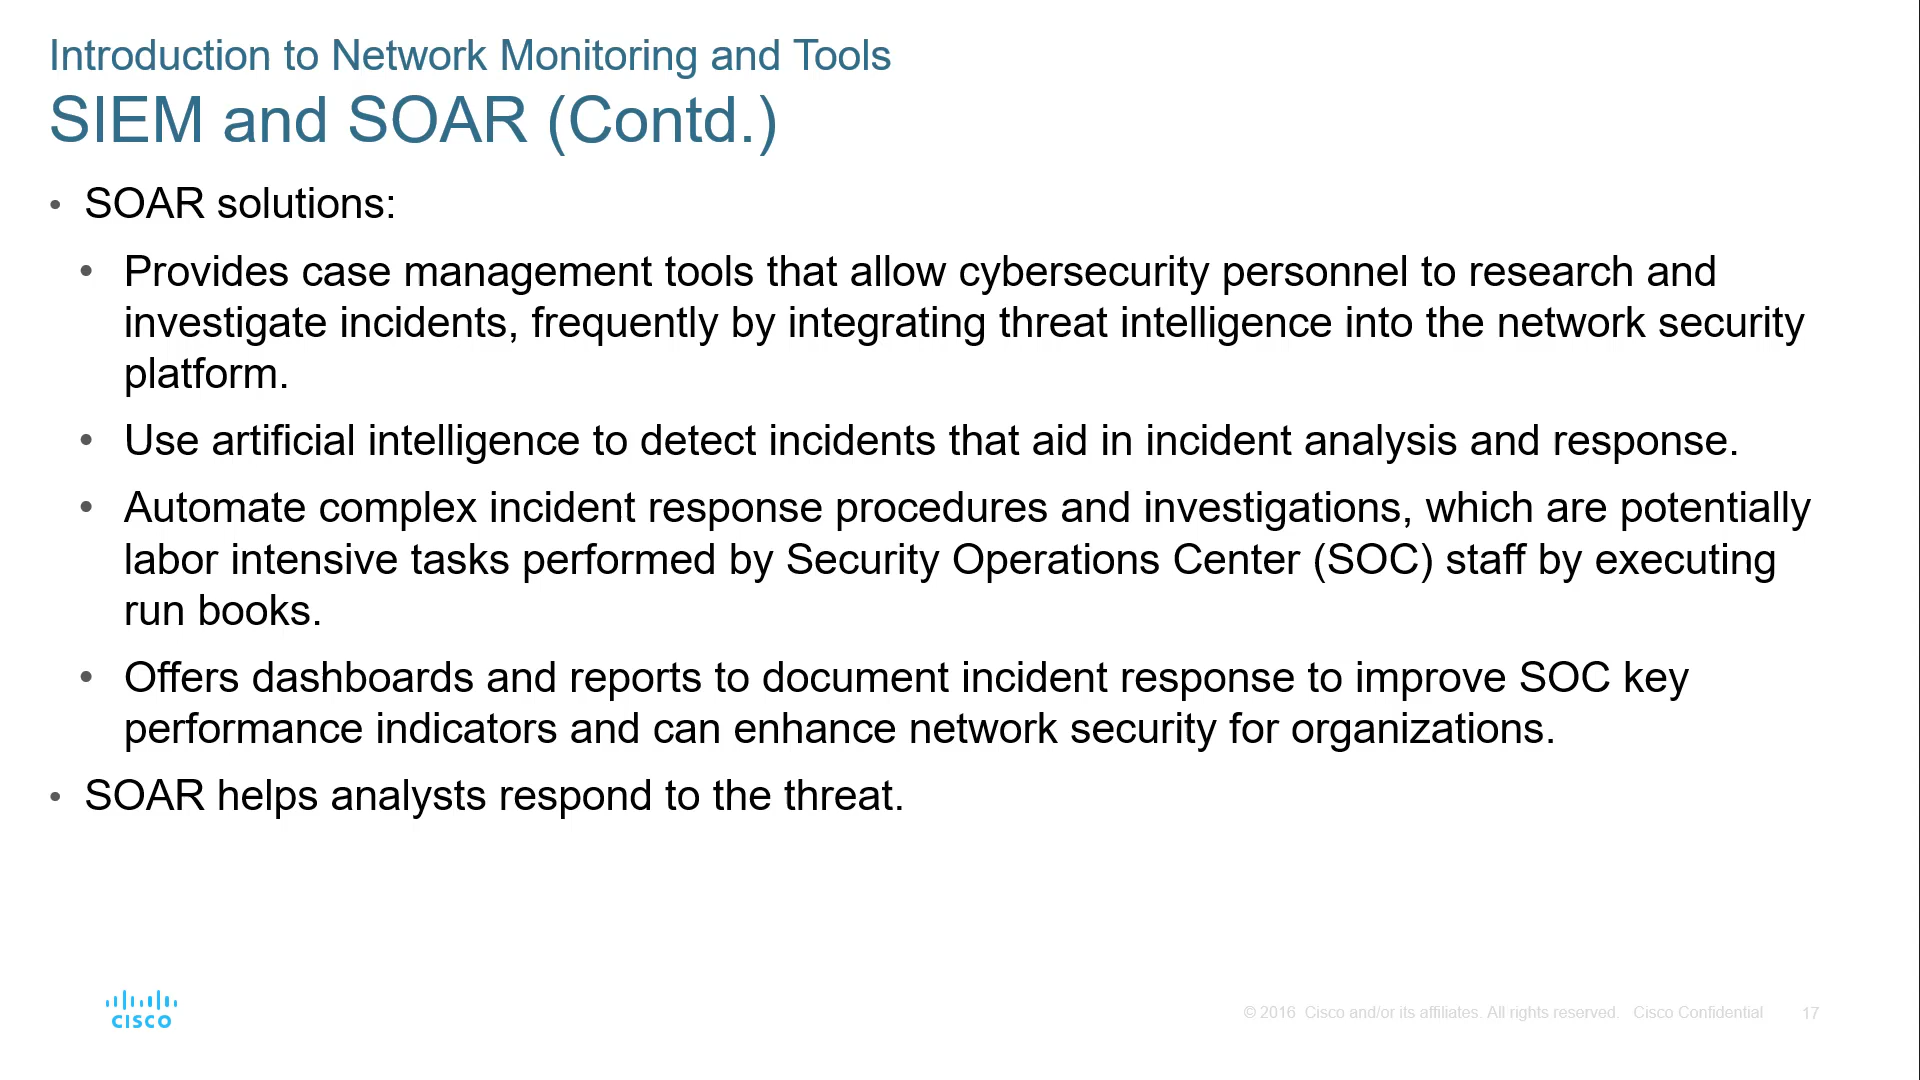 Introduction to Network Monitoring and Tools
SIEM and SOAR (Contd.)
• SOAR solutions:
• Provides case management tools that allow cybersecurity personnel to research and
investigate incidents, frequently by integrating threat intelligence into the network security
platform.
• Use artificial intelligence to detect incidents that aid in incident analysis and response.
• Automate complex incident response procedures and investigations, which are potentially
labor intensive tasks performed by Security Operations Center (SOC) staff by executing
run books.
• Offers dashboards and reports to document incident response to improve SOC key
performance indicators and can enhance network security for organizations.
• SOAR helps analysts respond to the threat.
CISCO
© 2016 Cisco and/or its affiliates. All rights reserved. Cisco Confidential 17